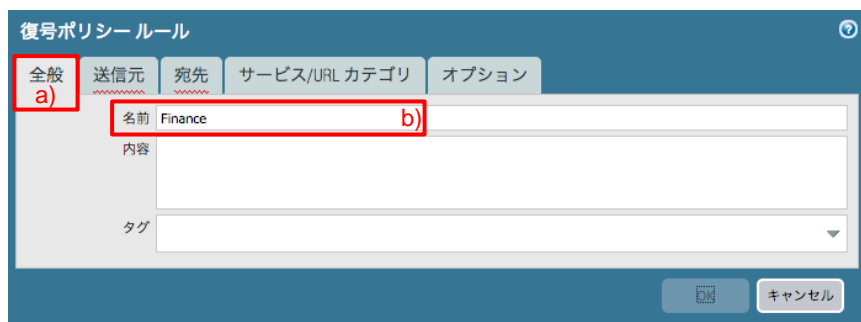 復号ポリシー ルール
全般 送信元 宛先 サービス/URL カテゴリ オプション
a)
名前 Finance b)
内容
タグ
OK キャンセル